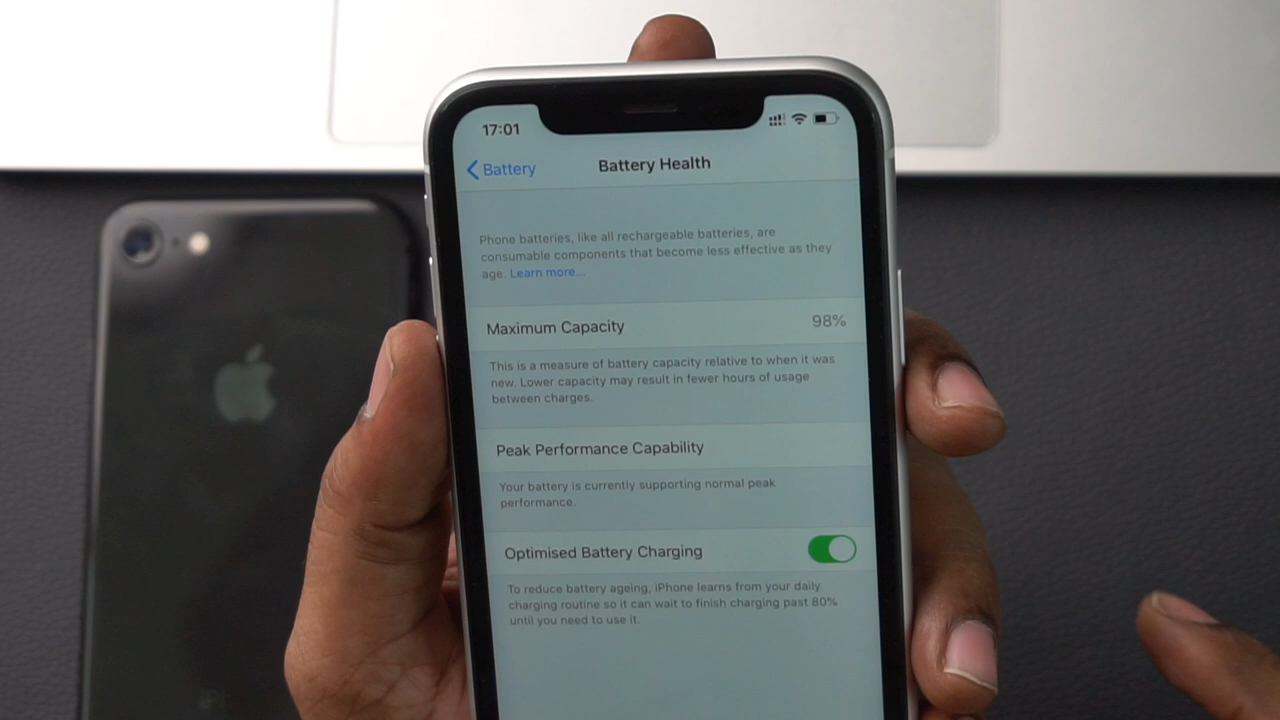 17:01
Battery
Battery Health
Phone batteries, like all rechargeable batteries, are
consumable components that become less effective as they
age. Learn more...
Maximum Capacity 98%
This is a measure of battery capacity relative to when it was
new. Lower capacity may result in fewer hours of usage
between charges.
Peak Performance Capability
Your battery is currently supporting normal peak
performance.
Optimised Battery Charging
To reduce battery ageing, iPhone learns from your daily
charging routine so it can wait to finish charging past 80%
until you need to use it.